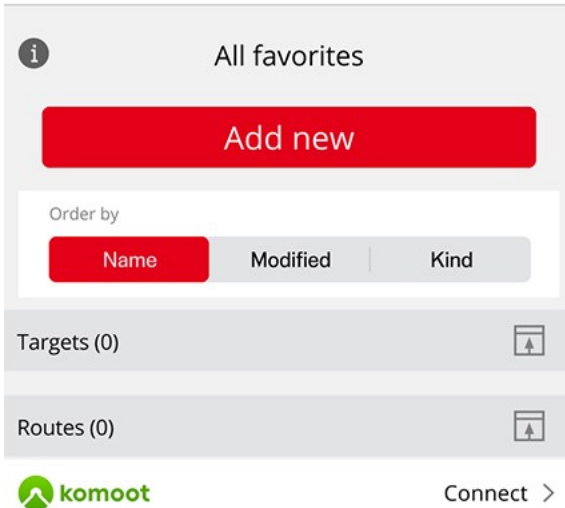 All favorites
Add new
Order by
Name Modified Kind
Targets (0)
Routes (0)
komoot Connect